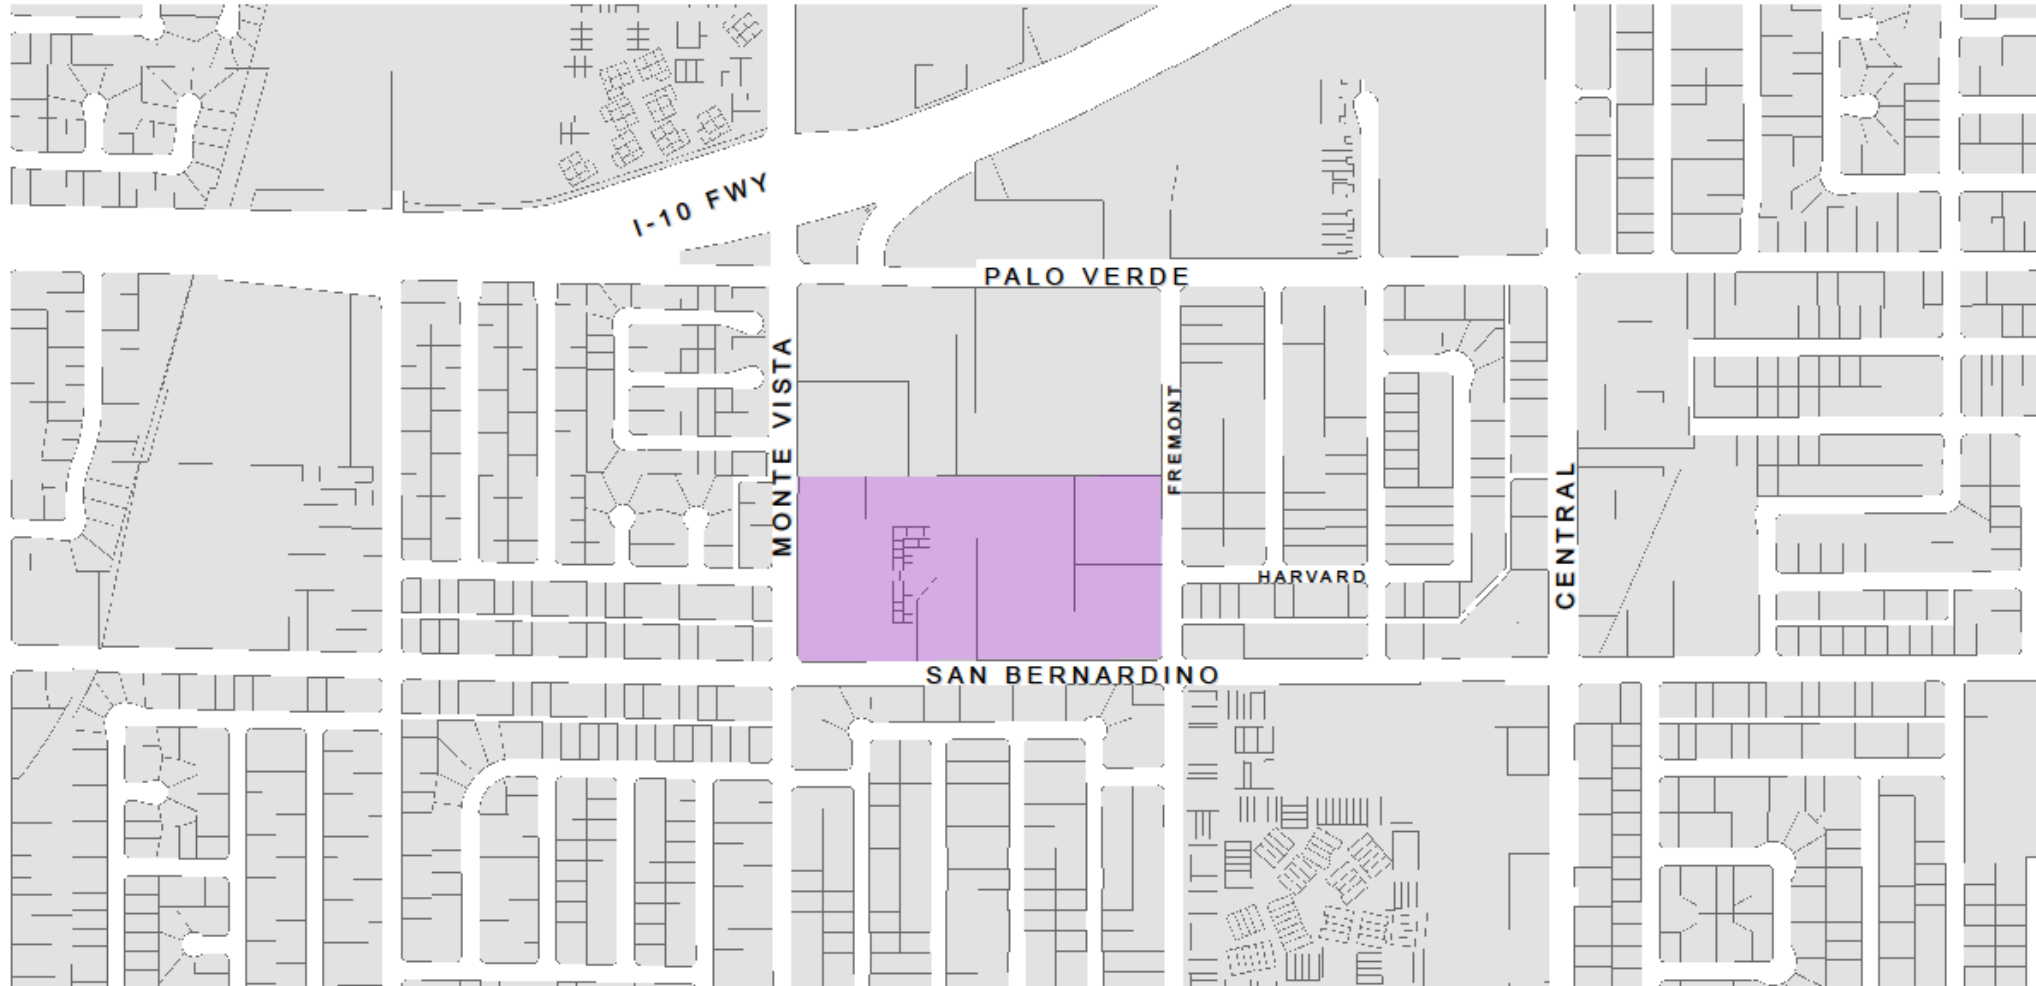 I-10 FWY
PALO VERDE
MONTE VISTA
FREMONT
CENTRAL
HARVARD
SAN BERNARDINO